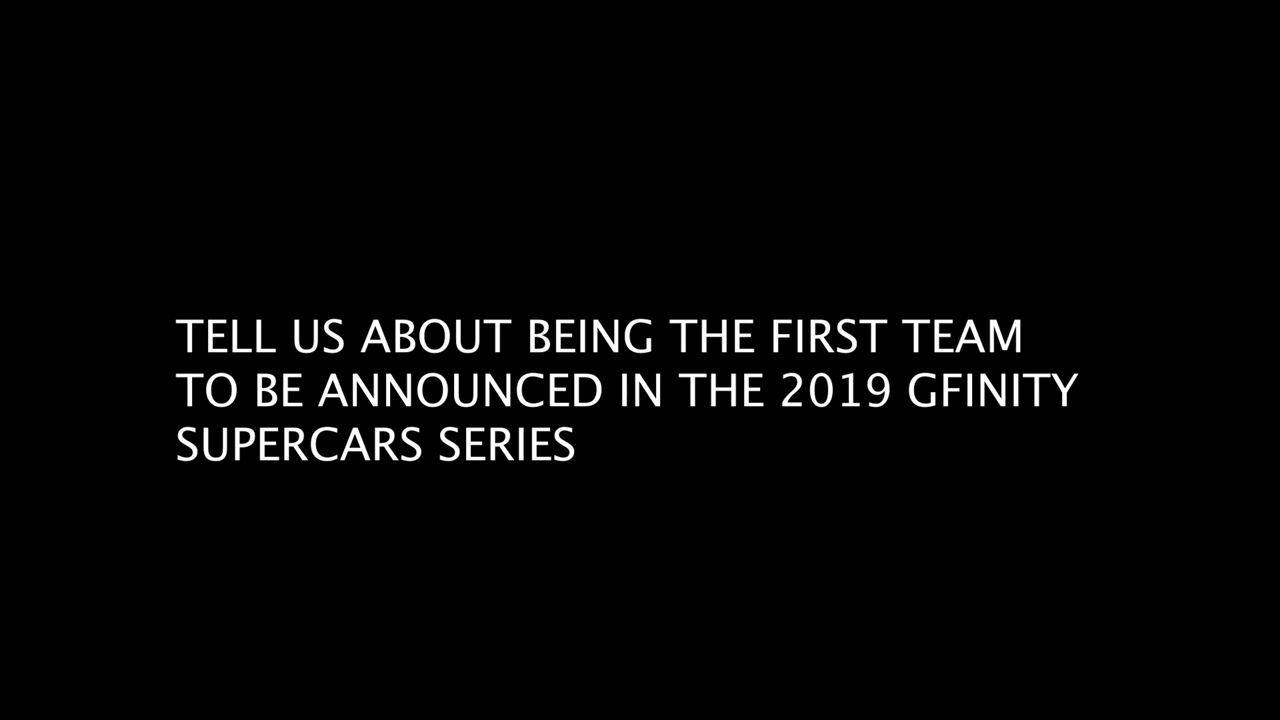 TELL US ABOUT BEING THE FIRST TEAM
TO BE ANNOUNCED IN THE 2019 GFINITY
SUPERCARS SERIES